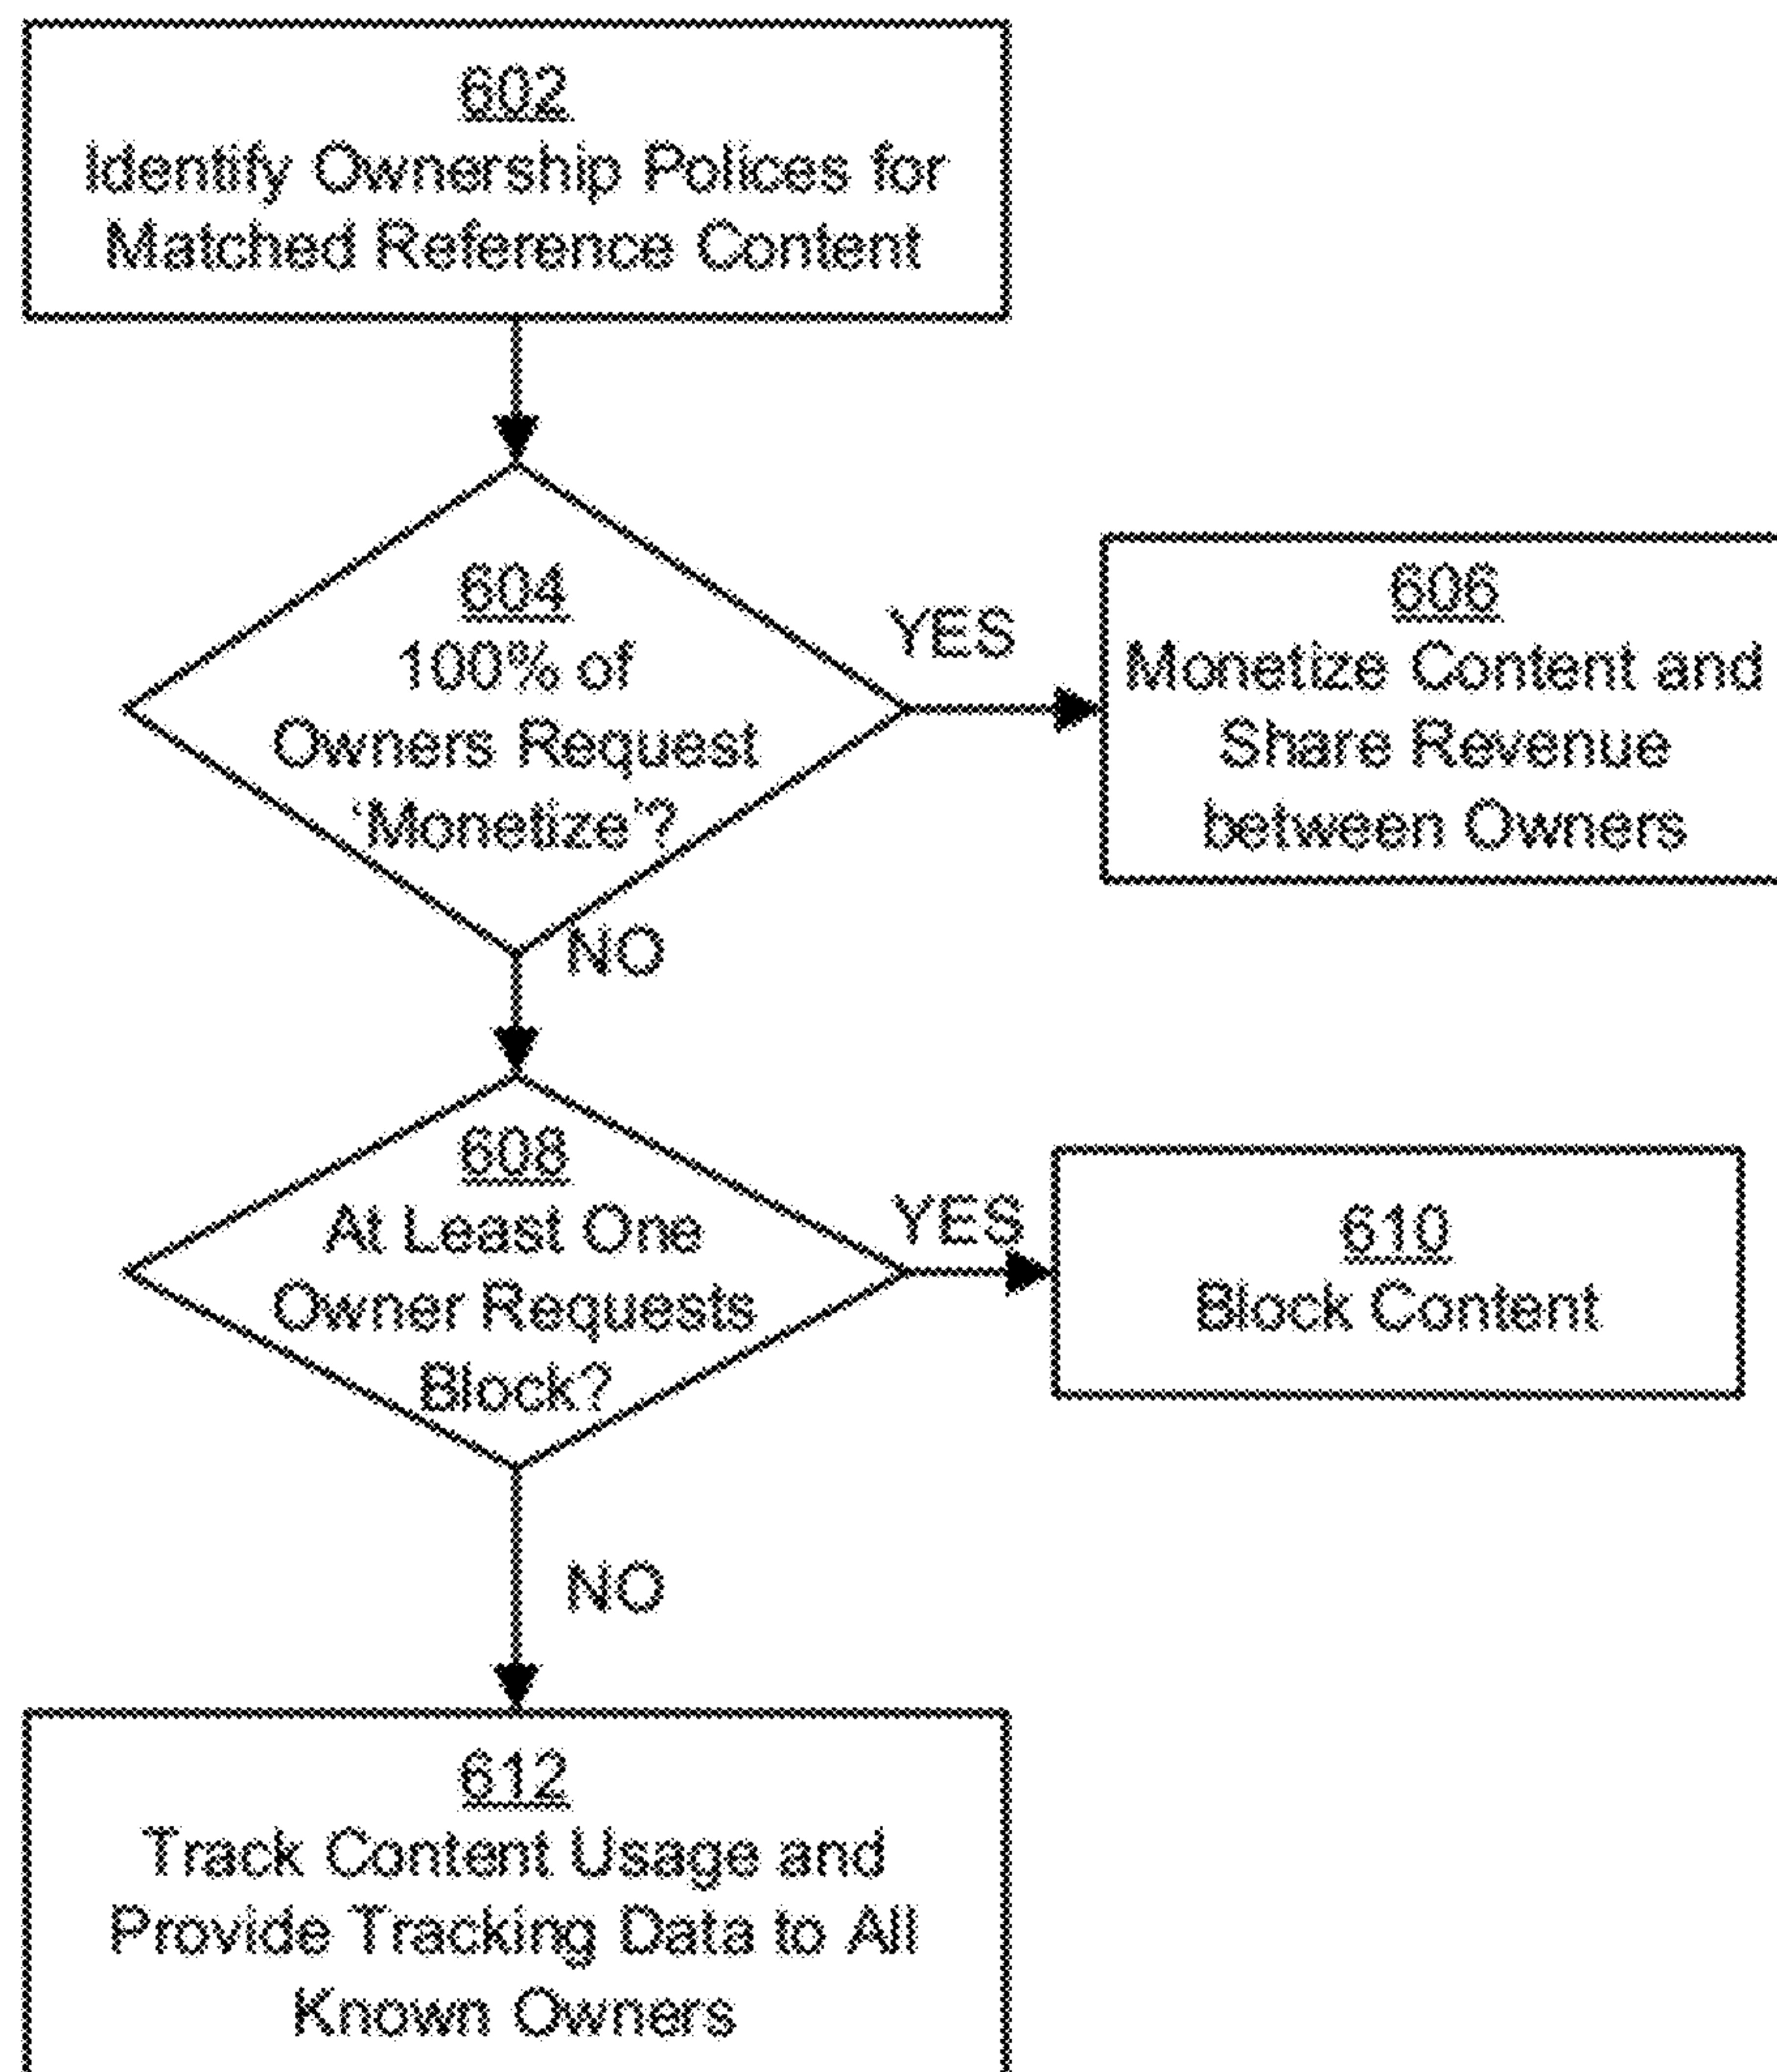 602
Identify Ownership Polices for
Matched Reference Content
604
100% of
Owners Request
‘Monetize’?
YES
606
Monetize Content and
Share Revenue
between Owners
NO
608
At Least One
Owner Requests
Block?
YES
610
Block Content
NO
612
Track Content Usage and
Provide Tracking Data to All
Known Owners